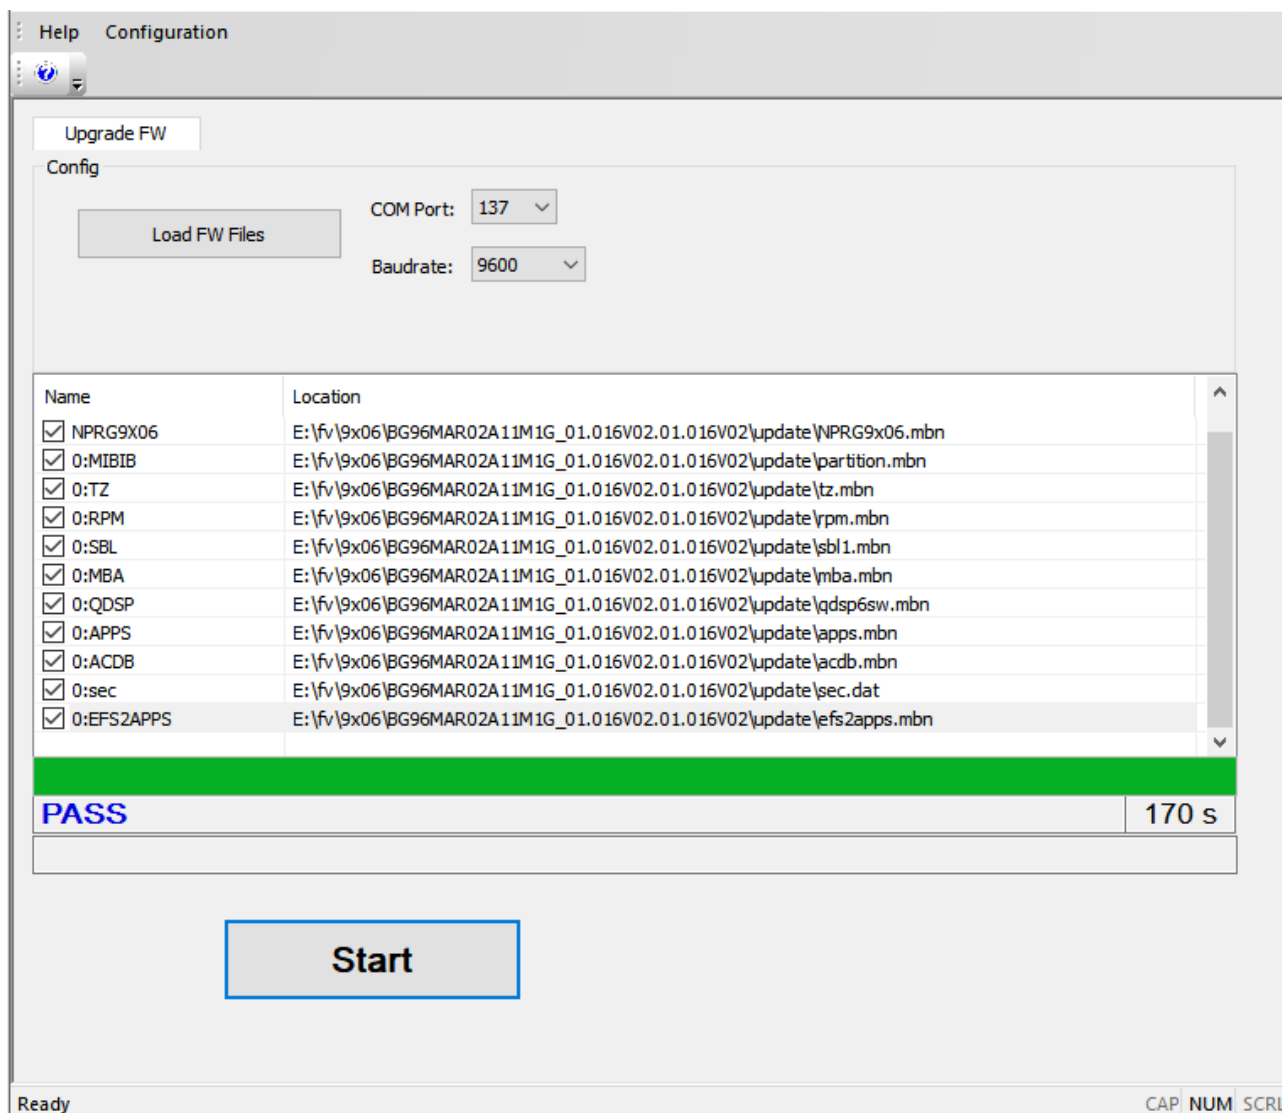 Help Configuration
Upgrade FW
Config
Load FW Files
COM Port: 137
Baudrate: 9600
Name Location
NPRG9X06 E:\fv\9x06\BG96MAR02A11M1G_01.016V02.01.016V02\update\NPRG9x06.mbn
0:MIBIB E:\fv\9x06\BG96MAR02A11M1G_01.016V02.01.016V02\update\partition.mbn
0:TZ E:\fv\9x06\BG96MAR02A11M1G_01.016V02.01.016V02\update\tz.mbn
0:RPM E:\fv\9x06\BG96MAR02A11M1G_01.016V02.01.016V02\update\rpm.mbn
0:SBL E:\fv\9x06\BG96MAR02A11M1G_01.016V02.01.016V02\update\sbl1.mbn
0:MBA E:\fv\9x06\BG96MAR02A11M1G_01.016V02.01.016V02\update\mba.mbn
0:QDSP E:\fv\9x06\BG96MAR02A11M1G_01.016V02.01.016V02\update\qdsp6sw.mbn
0:APPS E:\fv\9x06\BG96MAR02A11M1G_01.016V02.01.016V02\update\apps.mbn
0:ACDB E:\fv\9x06\BG96MAR02A11M1G_01.016V02.01.016V02\update\acdb.mbn
0:sec E:\fv\9x06\BG96MAR02A11M1G_01.016V02.01.016V02\update\sec.dat
0:EFS2APPS E:\fv\9x06\BG96MAR02A11M1G_01.016V02.01.016V02\update\efs2apps.mbn
PASS 170 s
Start
Ready CAP NUM SCRL